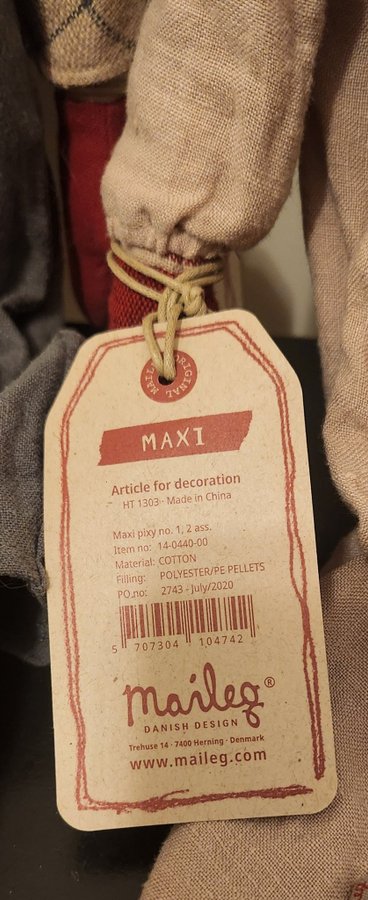 MAILEG ORIGINAL
MAXI
Article for decoration
HT 1303 · Made in China
Maxi pixy no. 1, 2 ass.
Item no: 14-0440-00
Material: COTTON
Filling: POLYESTER/PE PELLETS
PO.no: 2743 - July/2020
5 707304 104742
Maileg®
DANISH DESIGN
Trehuse 14 · 7400 Herning · Denmark
www.maileg.com